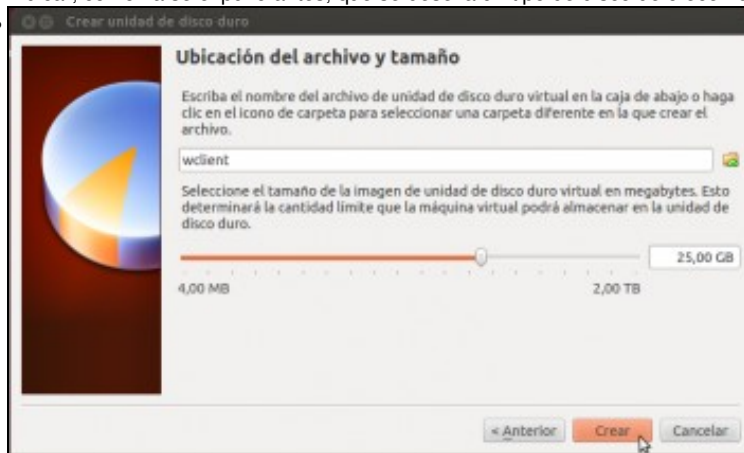 Crear unidad de disco duro
Ubicación del archivo y tamaño
Escriba el nombre del archivo de unidad de disco duro virtual en la caja de abajo o haga
clic en el icono de carpeta para seleccionar una carpeta diferente en la que crear el
archivo.
wclient
Seleccione el tamaño de la imagen de unidad de disco duro virtual en megabytes. Esto
determinará la cantidad límite que la máquina virtual podrá almacenar en la unidad de
disco duro.
25,00 GB
4,00 MB 2,00 TB
< Anterior Crear Cancelar